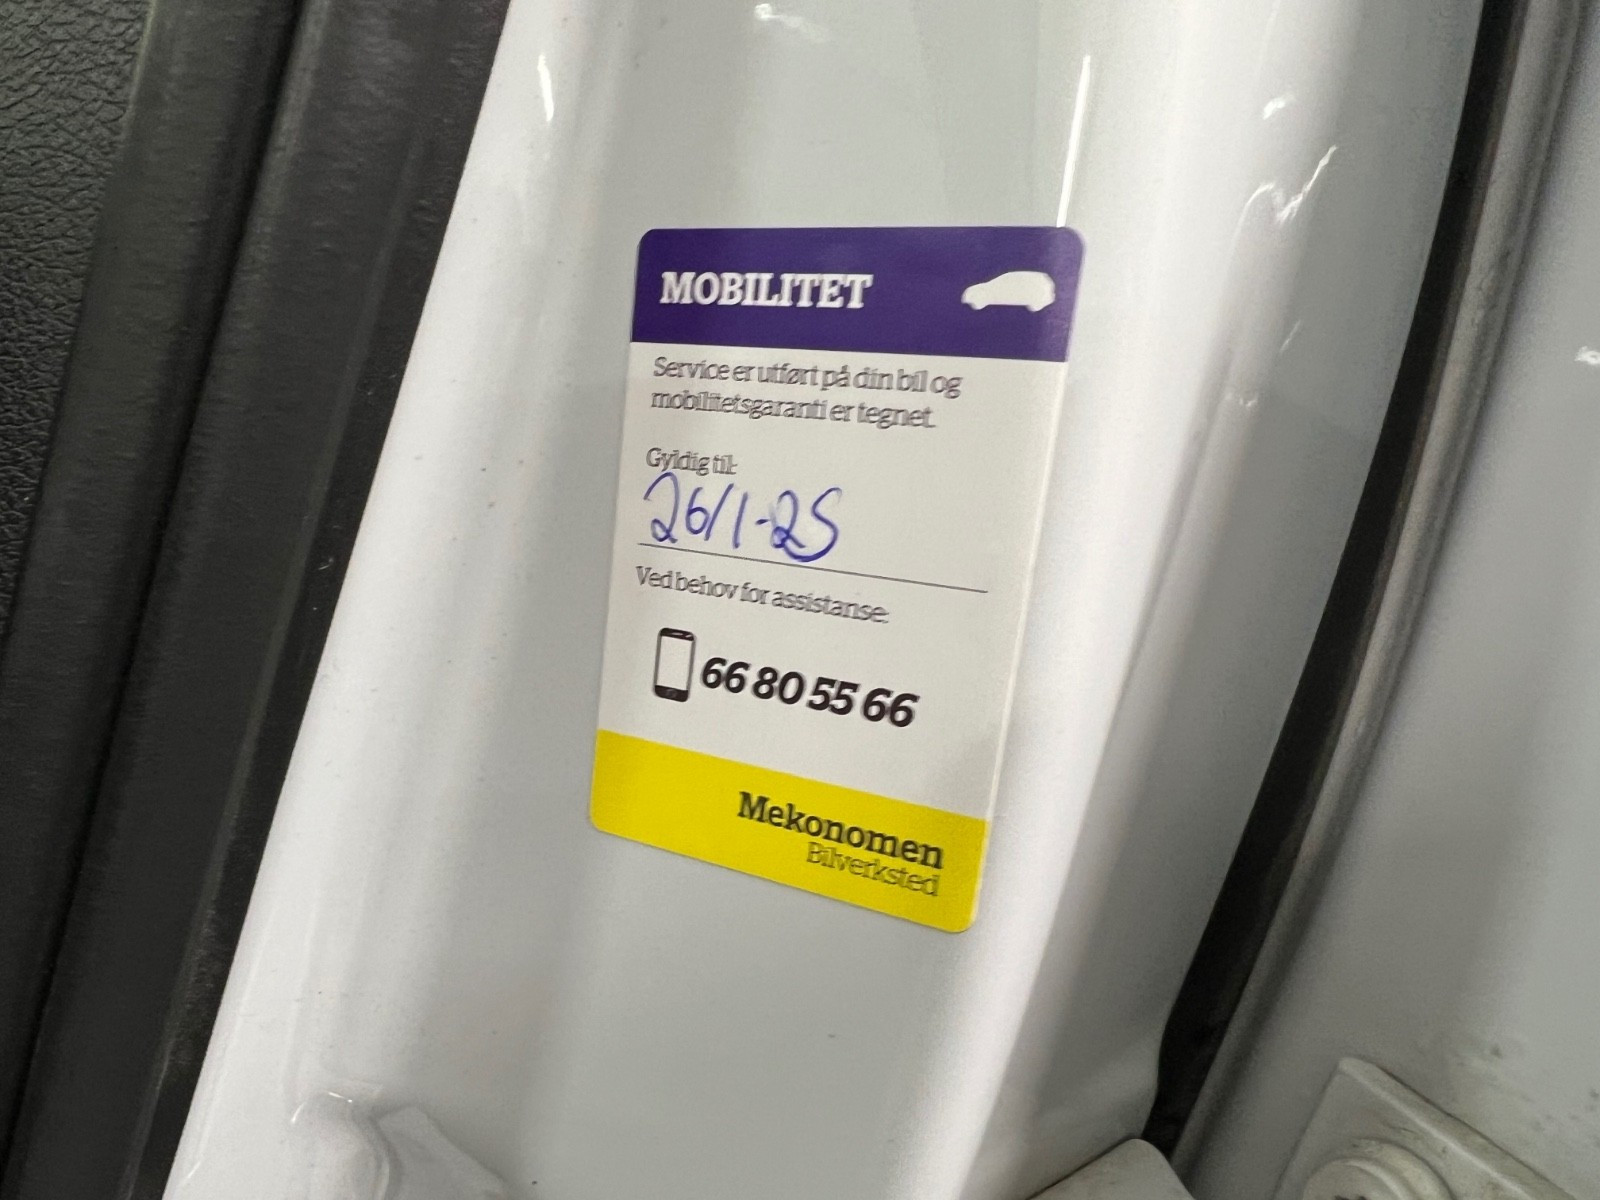 MOBILITET
Service er utført på din bil og
mobilitetsgaranti er tegnet.
Gyldig til:
26/1-25
Ved behov for assistanse:
66 80 55 66
Mekonomen
Bilverksted